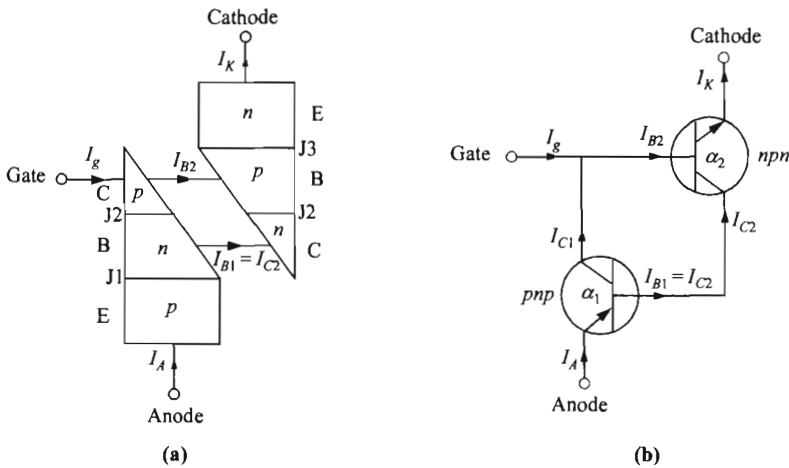 Cathode
I_K
n
E
J3
I_g
I_B2
p
B
Gate
C
p
J2
J2
n
B
n
C
I_B1 = I_C2
J1
E
p
I_A
Anode
(a)
Cathode
I_K
I_g
I_B2
Gate
α_2
npn
I_C1
I_C2
pnp
α_1
I_B1 = I_C2
I_A
Anode
(b)